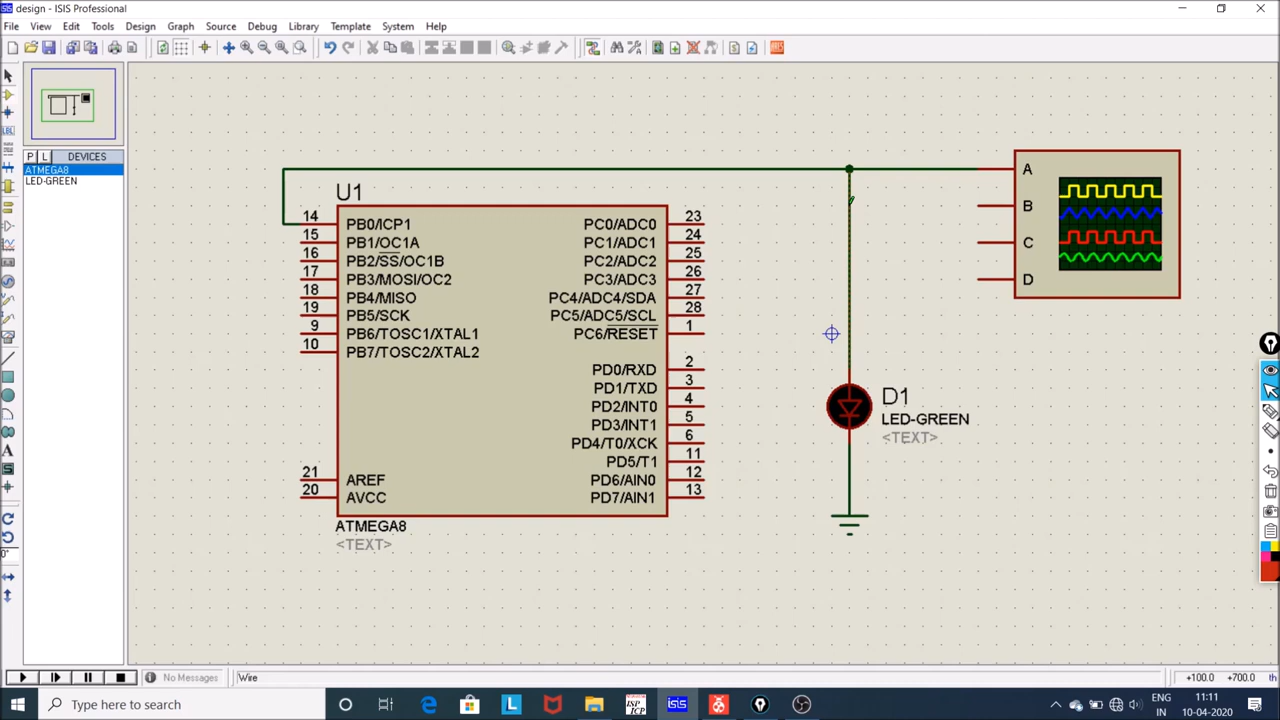 design - ISIS Professional
File View Edit Tools Design Graph Source Debug Library Template System Help
P L DEVICES
ATMEGA8
LED-GREEN
U1
14 PB0/ICP1 PC0/ADC0 23
15 PB1/OC1A PC1/ADC1 24
16 PB2/SS/OC1B PC2/ADC2 25
17 PB3/MOSI/OC2 PC3/ADC3 26
18 PB4/MISO PC4/ADC4/SDA 27
19 PB5/SCK PC5/ADC5/SCL 28
9 PB6/TOSC1/XTAL1 PC6/RESET 1
10 PB7/TOSC2/XTAL2
PD0/RXD 2
PD1/TXD 3
PD2/INT0 4
PD3/INT1 5
PD4/T0/XCK 6
PD5/T1 11
21 AREF PD6/AIN0 12
20 AVCC PD7/AIN1 13
ATMEGA8
<TEXT>
A
B
C
D
D1
LED-GREEN
<TEXT>
No Messages Wire +100.0 +700.0 th
Type here to search
ENG
IN
11:11
10-04-2020